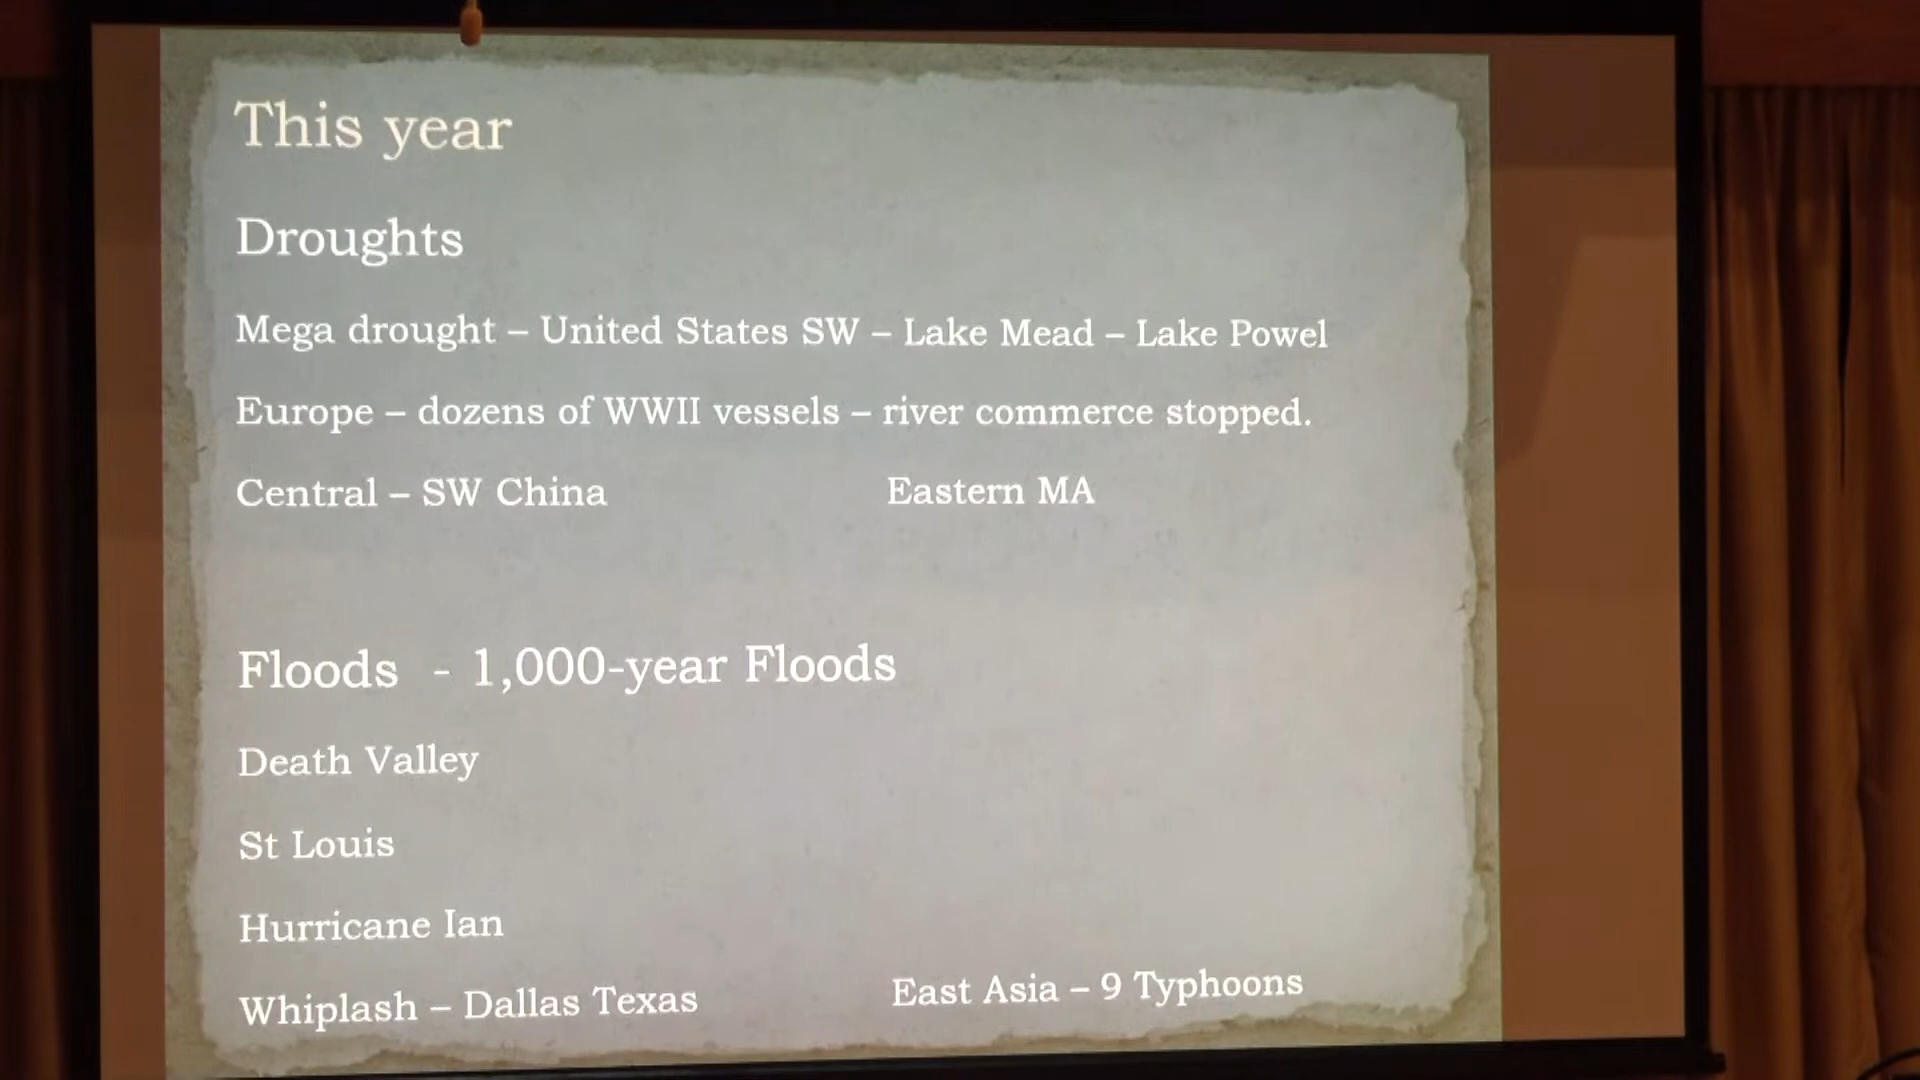 This year
Droughts
Mega drought – United States SW – Lake Mead – Lake Powel
Europe – dozens of WWII vessels – river commerce stopped.
Central – SW China Eastern MA
Floods - 1,000-year Floods
Death Valley
St Louis
Hurricane Ian
Whiplash – Dallas Texas East Asia – 9 Typhoons